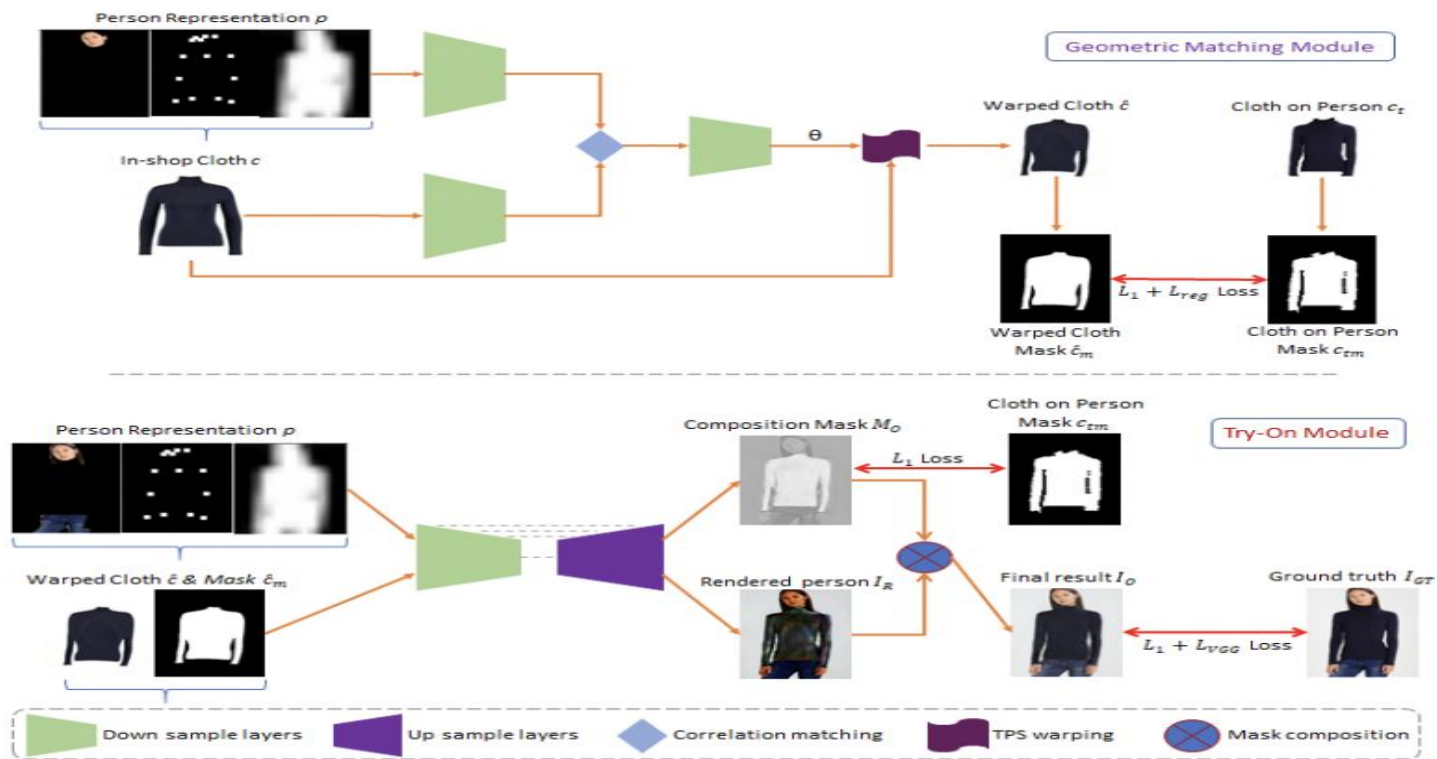 Person Representation p
Geometric Matching Module
Warped Cloth ĉ
Cloth on Person c_t
In-shop Cloth c
Θ
L_1 + L_reg Loss
Warped Cloth
Mask ĉ_m
Cloth on Person
Mask c_tm
Person Representation p
Composition Mask M_O
Cloth on Person
Mask c_tm
Try-On Module
L_1 Loss
Warped Cloth ĉ & Mask ĉ_m
Rendered person I_R
Final result I_O
Ground truth I_GT
L_1 + L_VGG Loss
Down sample layers
Up sample layers
Correlation matching
TPS warping
Mask composition